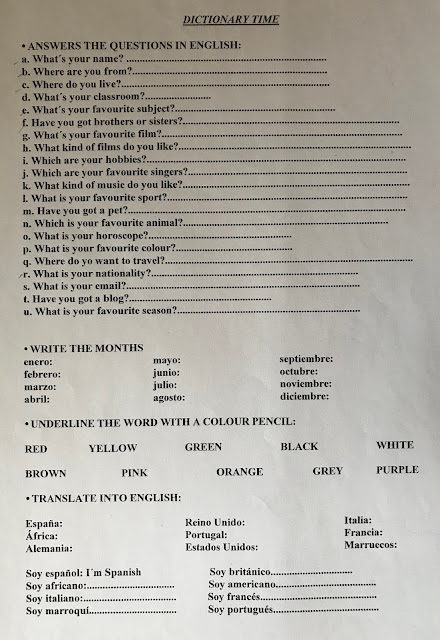 DICTIONARY TIME
• ANSWERS THE QUESTIONS IN ENGLISH:
a. What´s your name? ........................................................
b. Where are you from?........................................................
c. Where do you live?...........................................................
d. What´s your classroom?......................
e. What´s your favourite subject?.............................................
f. Have you got brothers or sisters?..............................................................
g. What´s your favourite film?........................................................................
h. What kind of films do you like?..................................................................
i. Which are your hobbies?..........................................................................
j. Which are your favourite singers?..............................................................
k. What kind of music do you like?................................................................
l. What is your favourite sport?....................................................................
m. Have you got a pet?..............................................................................
n. Which is your favourite animal?.........................................................
o. What is your horoscope?........................................
p. What is your favourite colour?.................................
q. Where do yo want to travel?......................................................................
r. What is your nationality?..........................................................
s. What is your email?..................................................................
t. Have you got a blog?........................................
u. What is your favourite season?...................................................
• WRITE THE MONTHS
enero: mayo: septiembre:
febrero: junio: octubre:
marzo: julio: noviembre:
abril: agosto: diciembre:
• UNDERLINE THE WORD WITH A COLOUR PENCIL:
RED YELLOW GREEN BLACK WHITE
BROWN PINK ORANGE GREY PURPLE
• TRANSLATE INTO ENGLISH:
España: Reino Unido: Italia:
África: Portugal: Francia:
Alemania: Estados Unidos: Marruecos:
Soy español: I´m Spanish Soy británico.......................
Soy africano:......................... Soy americano....................................
Soy italiano:.......................... Soy francés.................................
Soy marroquí......................... Soy portugués..............................